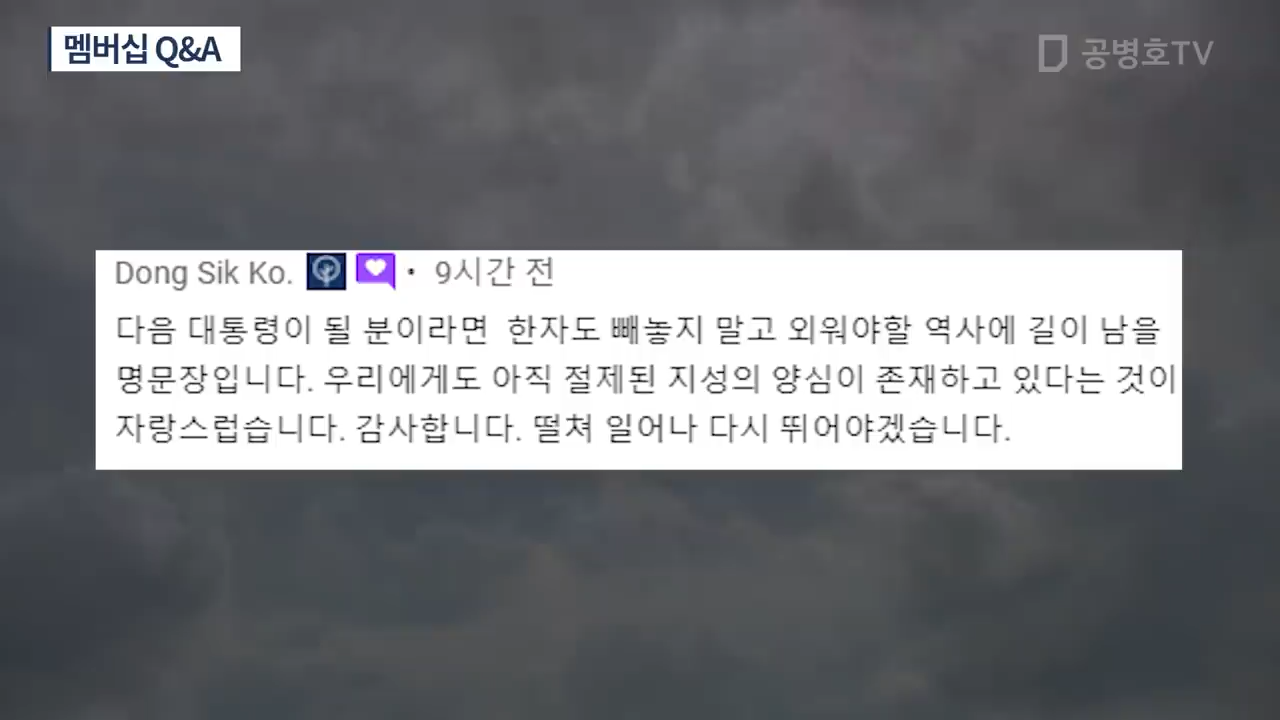 멤버십 Q&A
공병호TV
Dong Sik Ko. • 9시간 전
다음 대통령이 될 분이라면 한자도 빼놓지 말고 외워야할 역사에 길이 남을
명문장입니다. 우리에게도 아직 절제된 지성의 양심이 존재하고 있다는 것이
자랑스럽습니다. 감사합니다. 떨쳐 일어나 다시 뛰어야겠습니다.